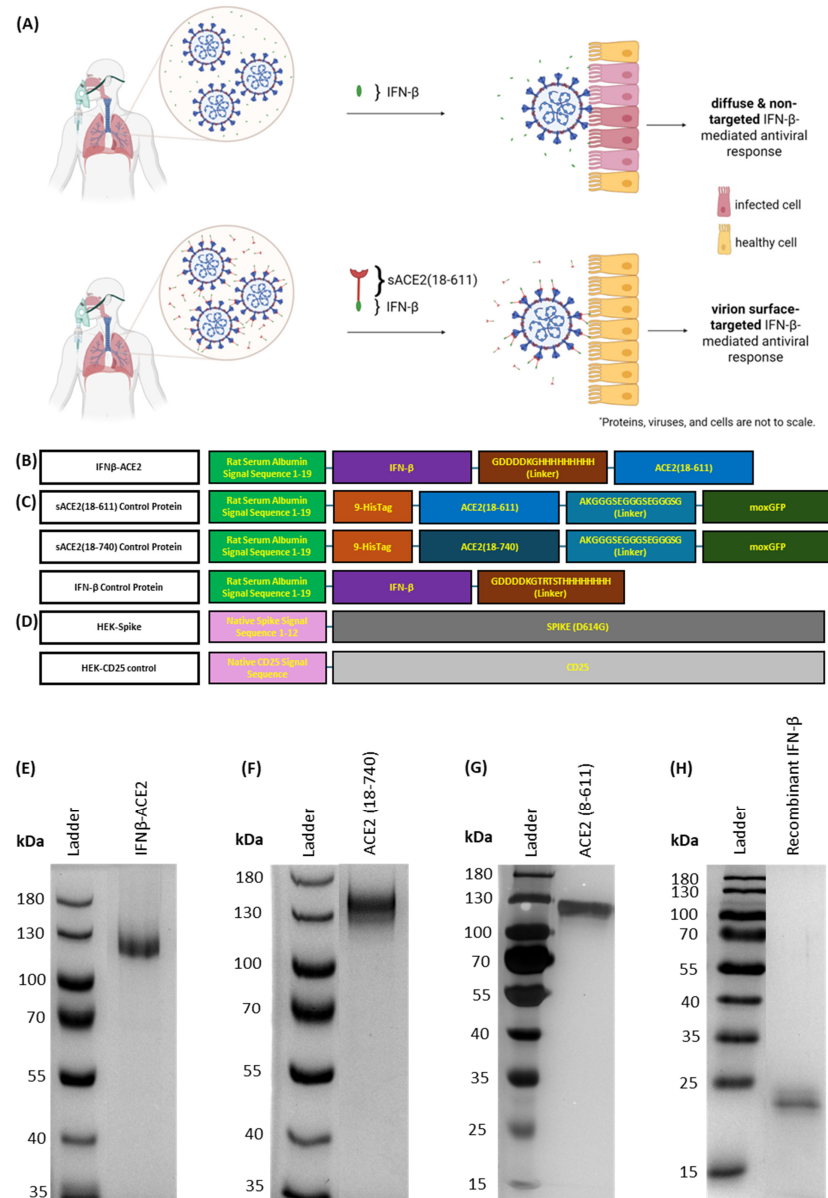 (A)
} IFN-β
diffuse & non-
targeted IFN-β-
mediated antiviral
response
infected cell
healthy cell
} sACE2(18-611)
} IFN-β
virion surface-
targeted IFN-β-
mediated antiviral
response
*Proteins, viruses, and cells are not to scale.
(B)
IFNβ-ACE2
Rat Serum Albumin
Signal Sequence 1-19
IFN-β
GDDDDKGHHHHHHHHH
(Linker)
ACE2(18-611)
(C)
sACE2(18-611) Control Protein
Rat Serum Albumin
Signal Sequence 1-19
9-HisTag
ACE2(18-611)
AKGGGSEGGGSEGGGSG
(Linker)
moxGFP
sACE2(18-740) Control Protein
Rat Serum Albumin
Signal Sequence 1-19
9-HisTag
ACE2(18-740)
AKGGGSEGGGSEGGGSG
(Linker)
moxGFP
IFN-β Control Protein
Rat Serum Albumin
Signal Sequence 1-19
IFN-β
GDDDDKGTRTSTHHHHHHHH
(Linker)
(D)
HEK-Spike
Native Spike Signal
Sequence 1-12
SPIKE (D614G)
HEK-CD25 control
Native CD25 Signal
Sequence
CD25
(E)
kDa
Ladder
IFNβ-ACE2
180
130
100
70
55
40
35
(F)
kDa
Ladder
ACE2 (18-740)
180
130
100
70
55
40
35
(G)
kDa
Ladder
ACE2 (8-611)
180
130
100
70
55
40
35
25
15
(H)
kDa
Ladder
Recombinant IFN-β
180
130
100
70
55
40
35
25
15